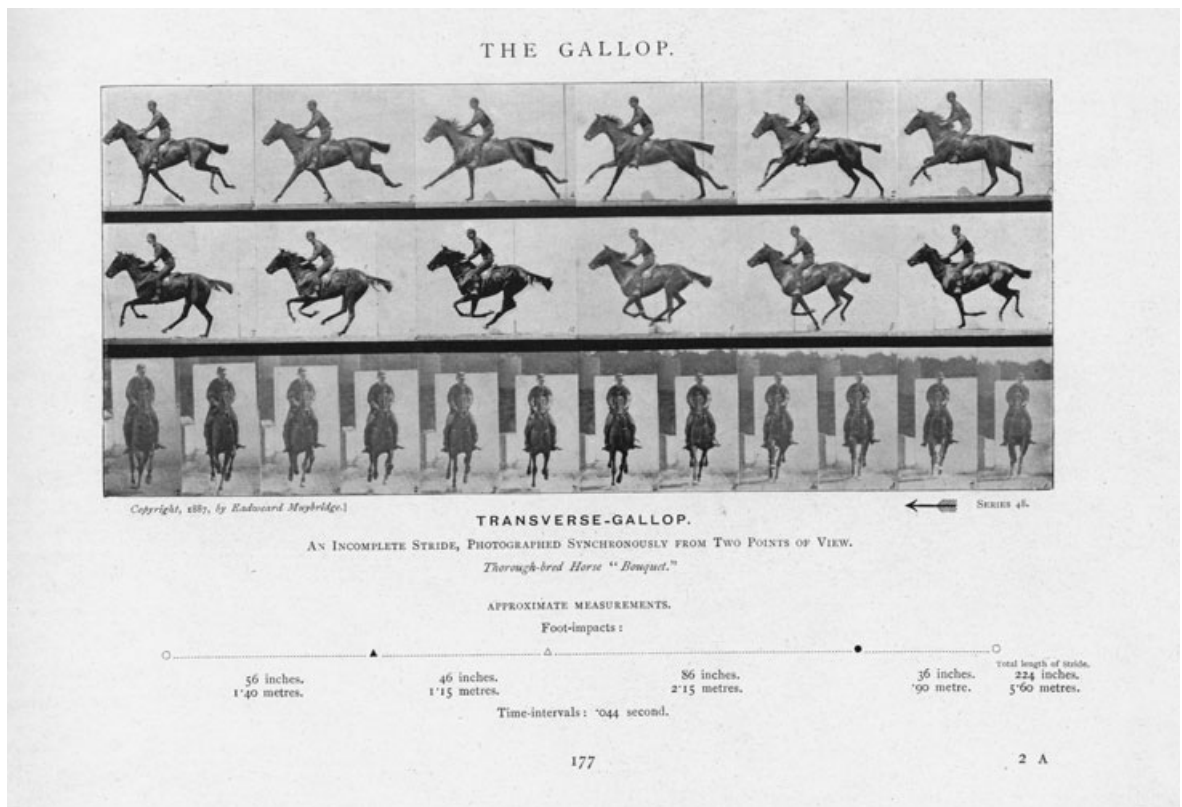 THE GALLOP.
Copyright, 1887, by Eadweard Muybridge.]
SERIES 48.
TRANSVERSE-GALLOP.
AN INCOMPLETE STRIDE, PHOTOGRAPHED SYNCHRONOUSLY FROM TWO POINTS OF VIEW.
Thorough-bred Horse "Bouquet."
APPROXIMATE MEASUREMENTS.
Foot-impacts:
56 inches.
1·40 metres.
46 inches.
1·15 metres.
86 inches.
2·15 metres.
36 inches.
·90 metre.
Total length of Stride.
224 inches.
5·60 metres.
Time-intervals: ·044 second.
177
2 A